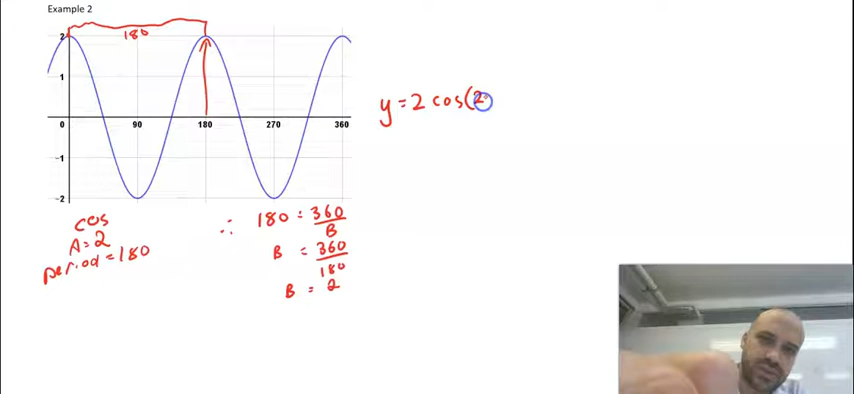 Example 2
180
2
1
0 90 180 270 360
-1
-2
y = 2 cos(2
cos
A = 2
period = 180
∴ 180 = 360/B
B = 360/180
B = 2